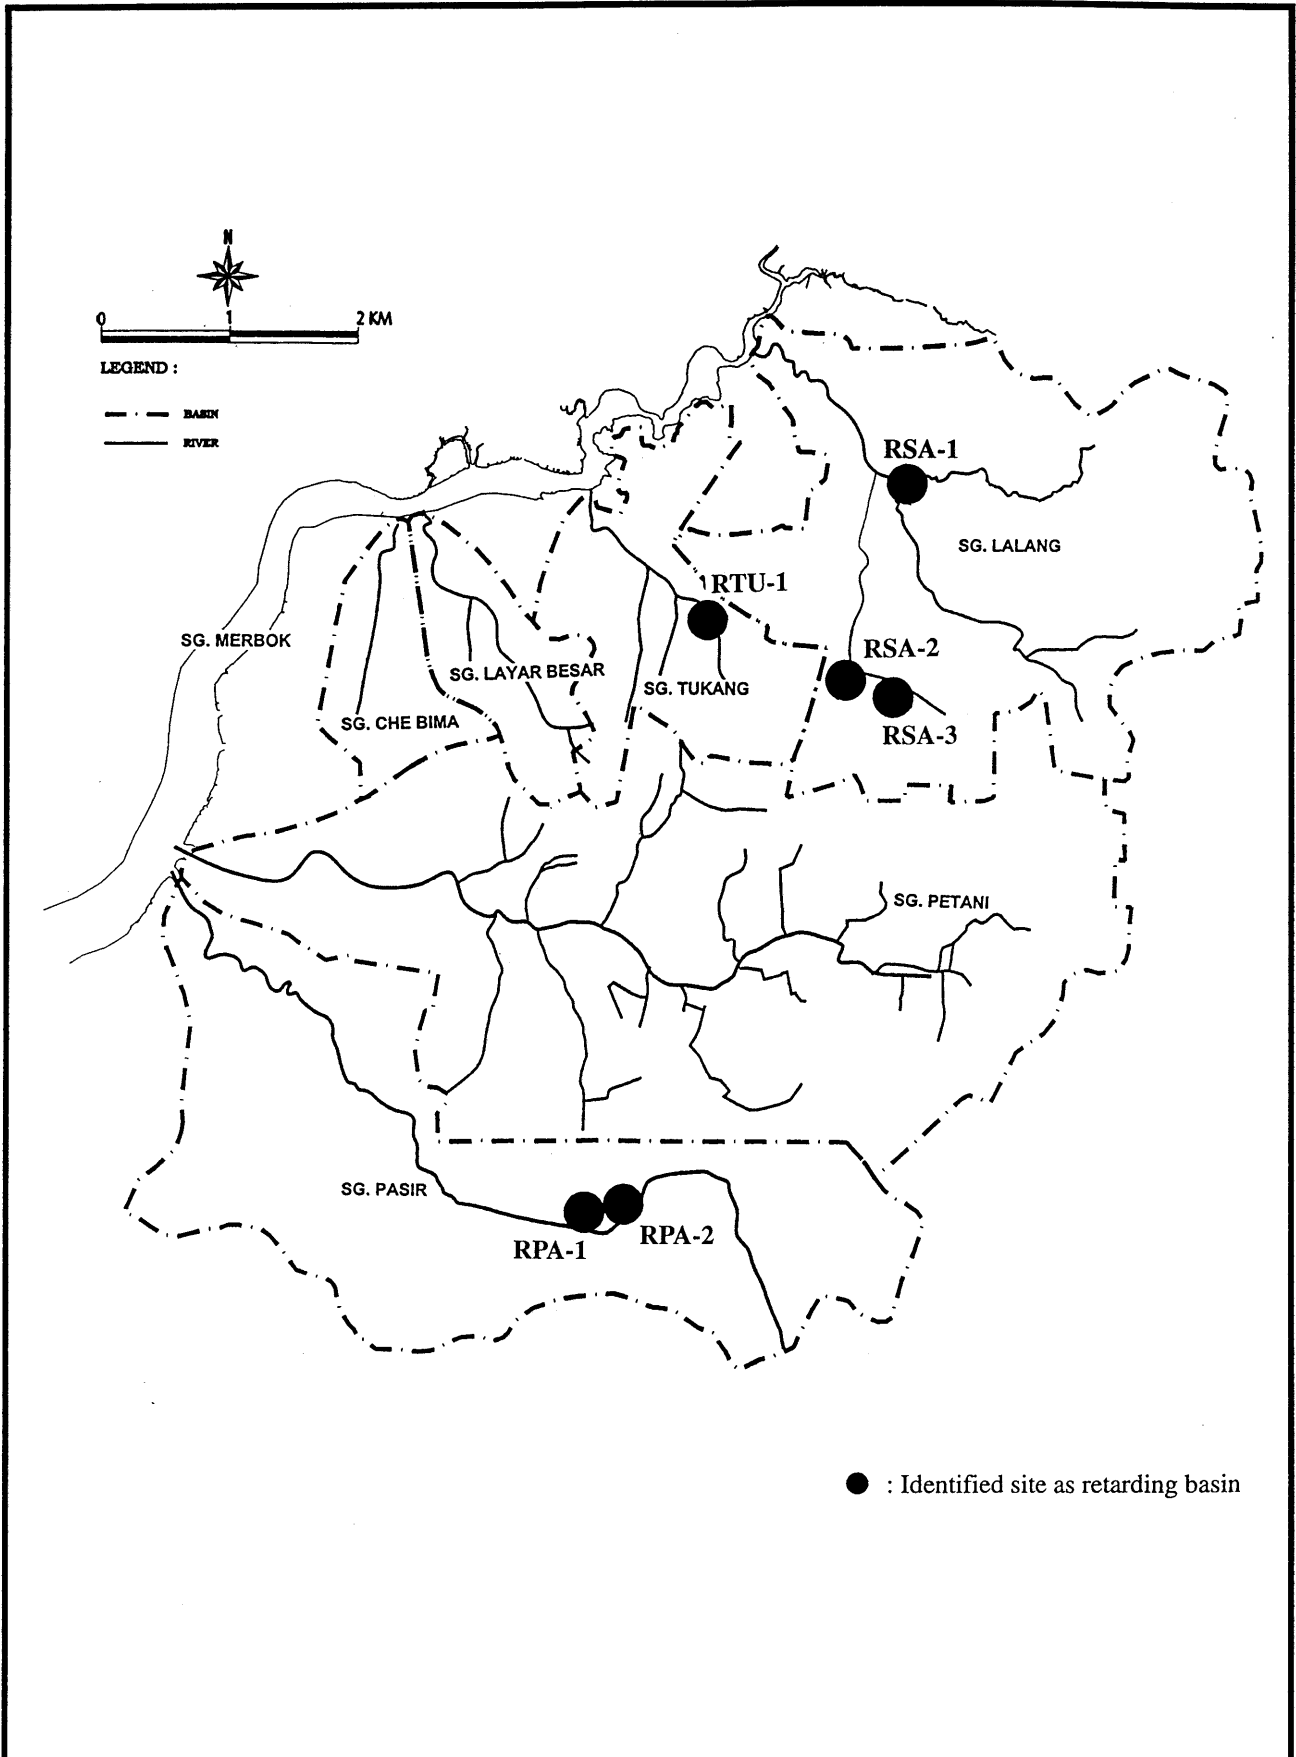 N
0 1 2 KM
LEGEND :
BASIN
RIVER
RSA-1
SG. LALANG
RTU-1
SG. MERBOK
RSA-2
SG. LAYAR BESAR
SG. TUKANG
SG. CHE BIMA
RSA-3
SG. PETANI
SG. PASIR
RPA-1
RPA-2
: Identified site as retarding basin